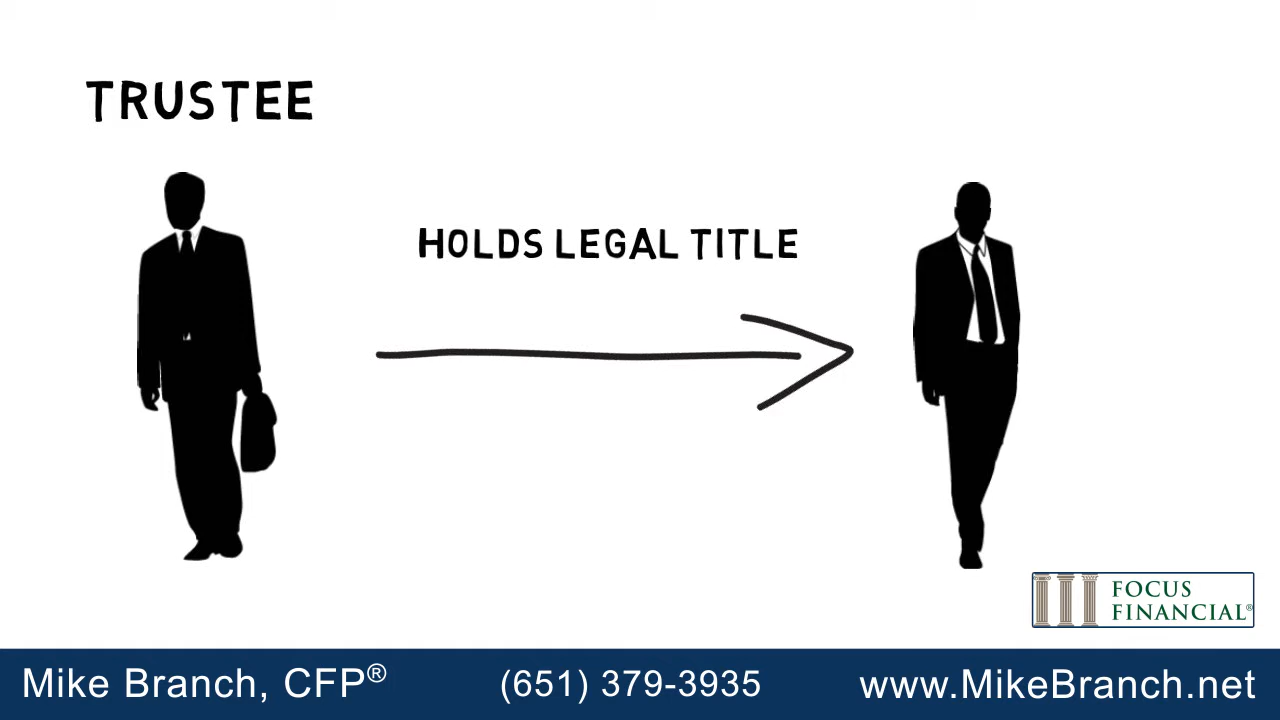 TRUSTEE
HOLDS LEGAL TITLE
FOCUS
FINANCIAL®
Mike Branch, CFP® (651) 379-3935 www.MikeBranch.net